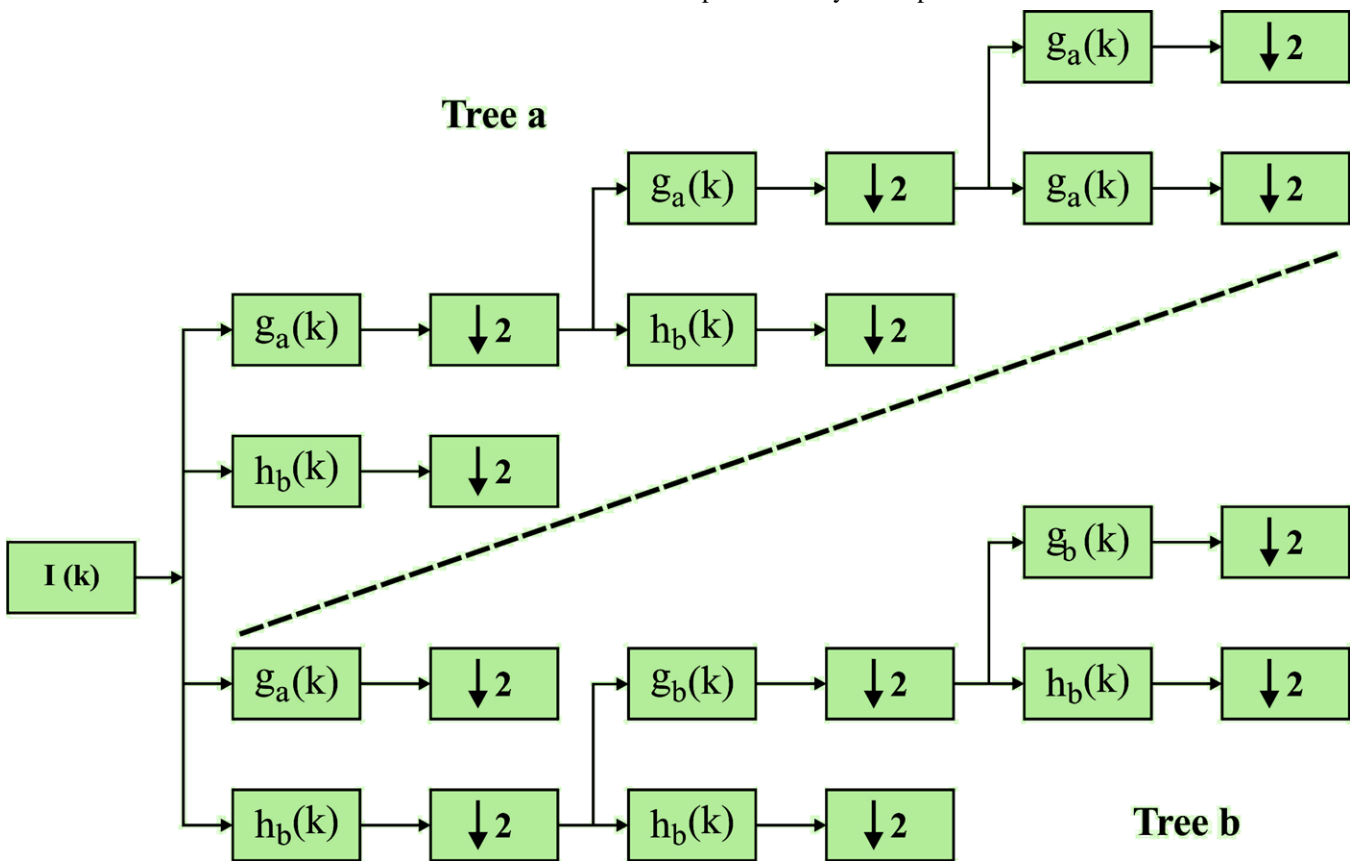 g_a(k) ↓2
Tree a
g_a(k) ↓2 g_a(k) ↓2
g_a(k) ↓2 h_b(k) ↓2
h_b(k) ↓2
g_b(k) ↓2
I (k)
g_a(k) ↓2 g_b(k) ↓2 h_b(k) ↓2
h_b(k) ↓2 h_b(k) ↓2 Tree b